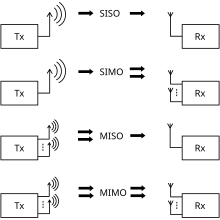 Tx SISO Rx
Tx SIMO Rx
Tx MISO Rx
Tx MIMO Rx